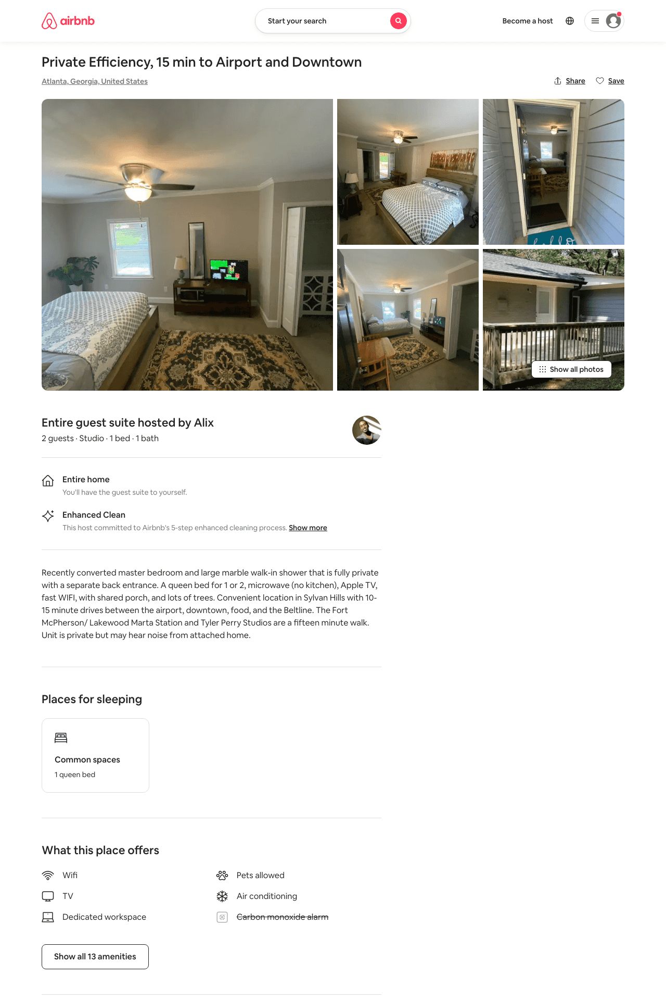 airbnb
Start your search
Become a host
Private Efficiency, 15 min to Airport and Downtown
Atlanta, Georgia, United States
Share
Save
hello
Show all photos
Entire guest suite hosted by Alix
2 guests · Studio · 1 bed · 1 bath
Entire home
You’ll have the guest suite to yourself.
Enhanced Clean
This host committed to Airbnb's 5-step enhanced cleaning process. Show more
Recently converted master bedroom and large marble walk-in shower that is fully private
with a separate back entrance. A queen bed for 1 or 2, microwave (no kitchen), Apple TV,
fast WIFI, with shared porch, and lots of trees. Convenient location in Sylvan Hills with 10-
15 minute drives between the airport, downtown, food, and the Beltline. The Fort
McPherson/ Lakewood Marta Station and Tyler Perry Studios are a fifteen minute walk.
Unit is private but may hear noise from attached home.
Places for sleeping
Common spaces
1 queen bed
What this place offers
Wifi
Pets allowed
TV
Air conditioning
Dedicated workspace
Carbon monoxide alarm
Show all 13 amenities